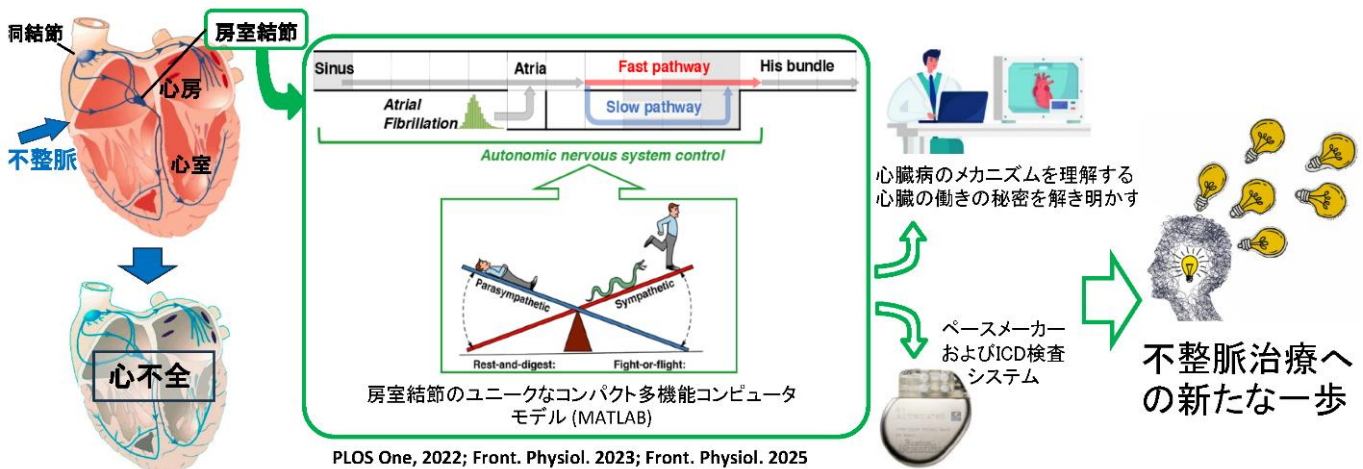 洞結節
房室結節
心房
不整脈
心室
心不全
Sinus
Atria
Fast pathway
His bundle
Atrial
Fibrillation
Slow pathway
Autonomic nervous system control
Parasympathetic
Sympathetic
Rest-and-digest:
Fight-or-flight:
房室結節のユニークなコンパクト多機能コンピュータ
モデル (MATLAB)
PLOS One, 2022; Front. Physiol. 2023; Front. Physiol. 2025
心臓病のメカニズムを理解する
心臓の働きの秘密を解き明かす
ペースメーカー
およびICD検査
システム
不整脈治療へ
の新たな一歩